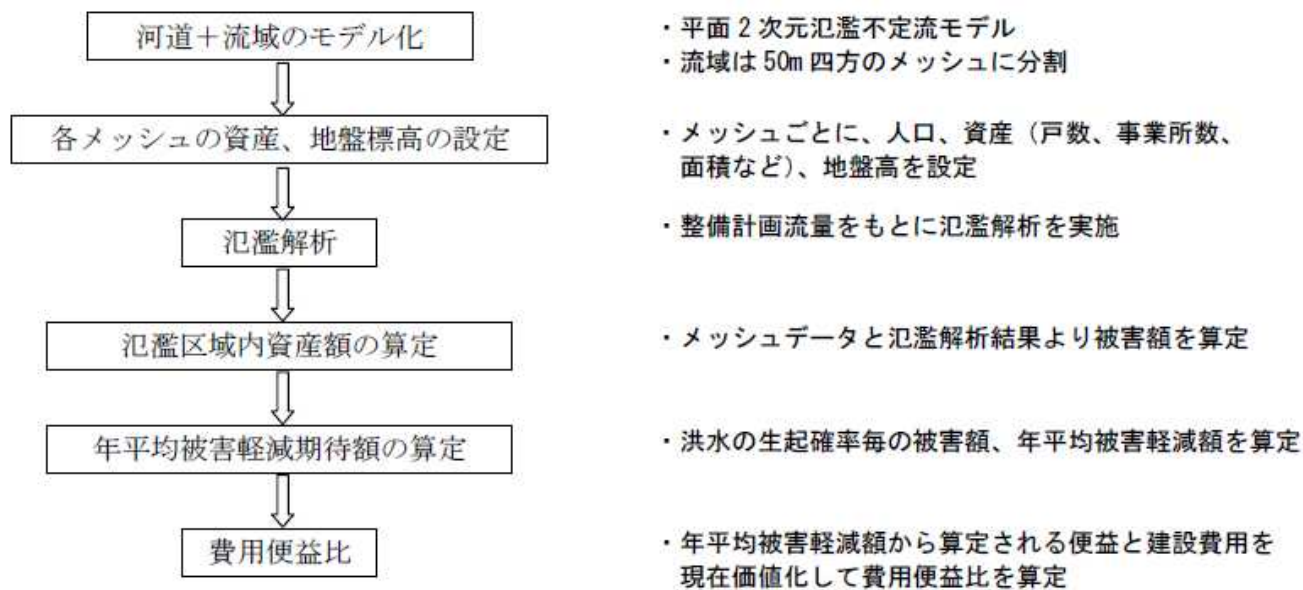 河道＋流域のモデル化
・平面２次元氾濫不定流モデル
・流域は 50m 四方のメッシュに分割
各メッシュの資産、地盤標高の設定
・メッシュごとに、人口、資産（戸数、事業所数、
面積など）、地盤高を設定
氾濫解析
・整備計画流量をもとに氾濫解析を実施
氾濫区域内資産額の算定
・メッシュデータと氾濫解析結果より被害額を算定
年平均被害軽減期待額の算定
・洪水の生起確率毎の被害額、年平均被害軽減額を算定
費用便益比
・年平均被害軽減額から算定される便益と建設費用を
現在価値化して費用便益比を算定